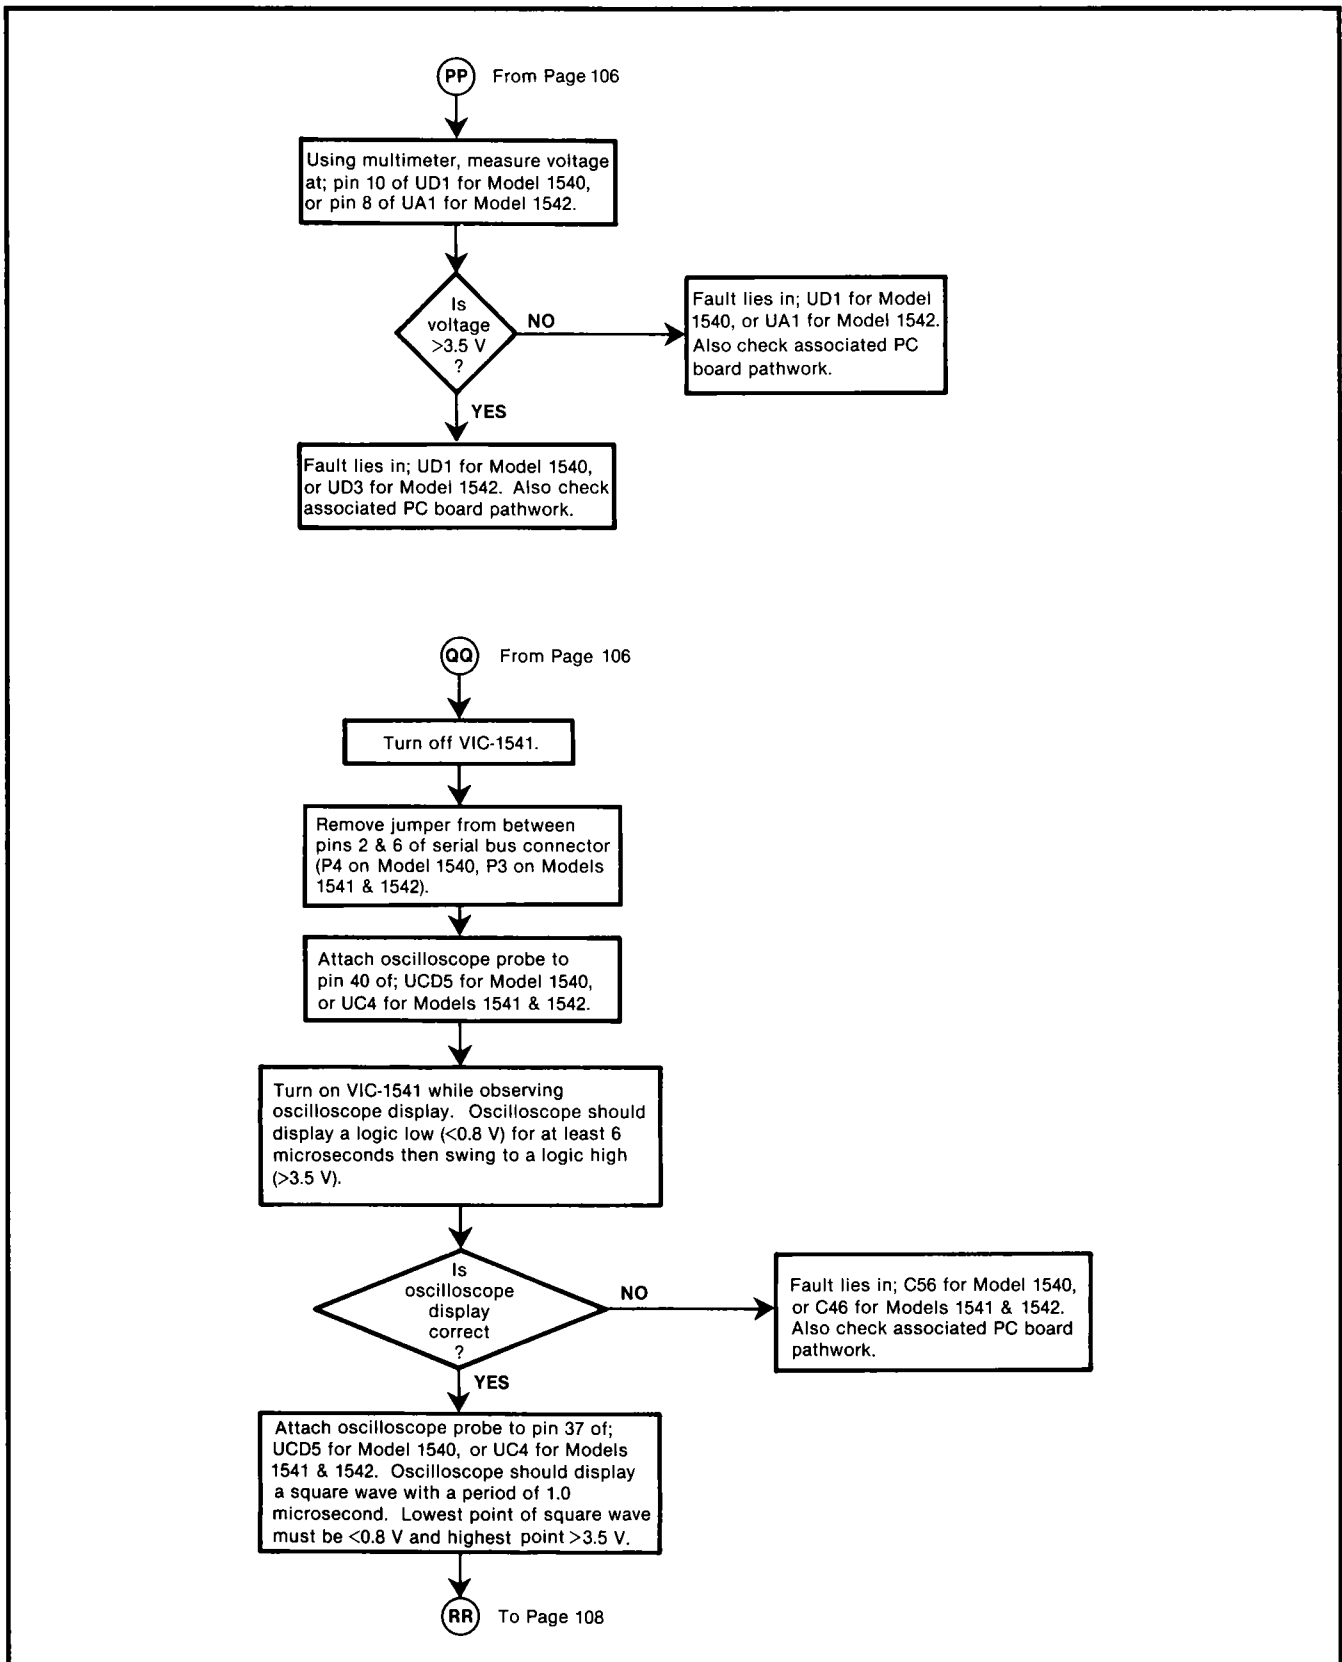 PP From Page 106
Using multimeter, measure voltage
at; pin 10 of UD1 for Model 1540,
or pin 8 of UA1 for Model 1542.
Is
voltage
>3.5 V
?
NO
Fault lies in; UD1 for Model
1540, or UA1 for Model 1542.
Also check associated PC
board pathwork.
YES
Fault lies in; UD1 for Model 1540,
or UD3 for Model 1542. Also check
associated PC board pathwork.
QQ From Page 106
Turn off VIC-1541.
Remove jumper from between
pins 2 & 6 of serial bus connector
(P4 on Model 1540, P3 on Models
1541 & 1542).
Attach oscilloscope probe to
pin 40 of; UCD5 for Model 1540,
or UC4 for Models 1541 & 1542.
Turn on VIC-1541 while observing
oscilloscope display. Oscilloscope should
display a logic low (<0.8 V) for at least 6
microseconds then swing to a logic high
(>3.5 V).
Is
oscilloscope
display
correct
?
NO
Fault lies in; C56 for Model 1540,
or C46 for Models 1541 & 1542.
Also check associated PC board
pathwork.
YES
Attach oscilloscope probe to pin 37 of;
UCD5 for Model 1540, or UC4 for Models
1541 & 1542. Oscilloscope should display
a square wave with a period of 1.0
microsecond. Lowest point of square wave
must be <0.8 V and highest point >3.5 V.
RR To Page 108